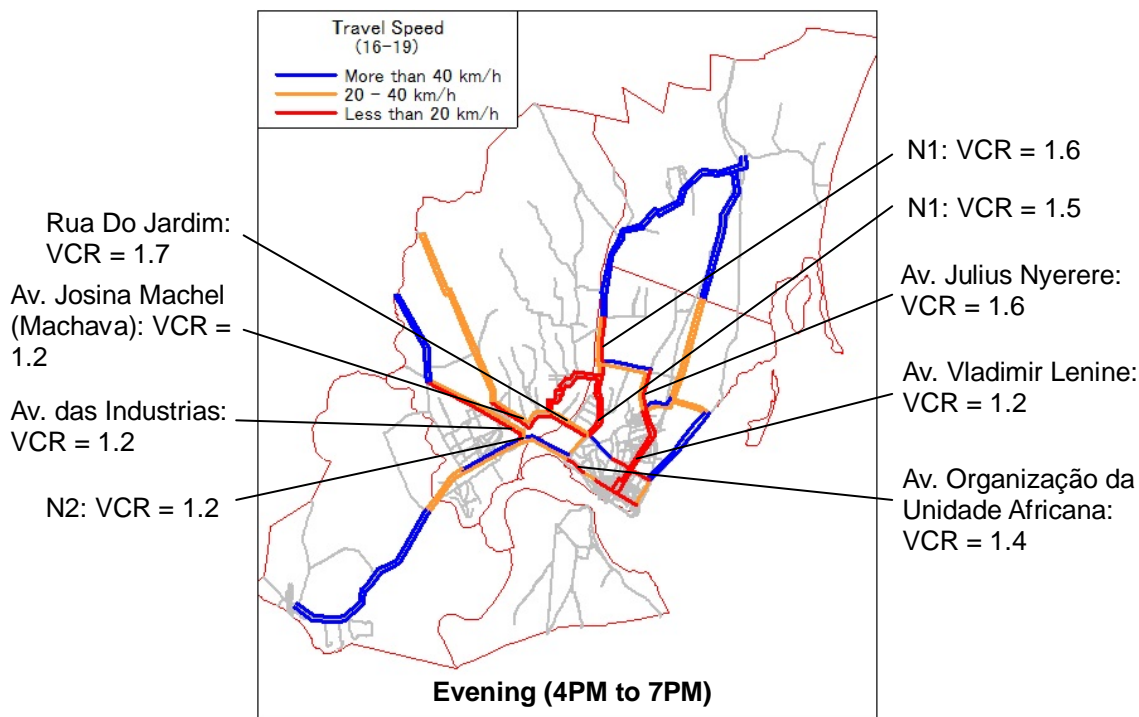 Travel Speed
(16-19)
More than 40 km/h
20 - 40 km/h
Less than 20 km/h
Rua Do Jardim:
VCR = 1.7
Av. Josina Machel
(Machava): VCR =
1.2
Av. das Industrias:
VCR = 1.2
N2: VCR = 1.2
N1: VCR = 1.6
N1: VCR = 1.5
Av. Julius Nyerere:
VCR = 1.6
Av. Vladimir Lenine:
VCR = 1.2
Av. Organização da
Unidade Africana:
VCR = 1.4
Evening (4PM to 7PM)